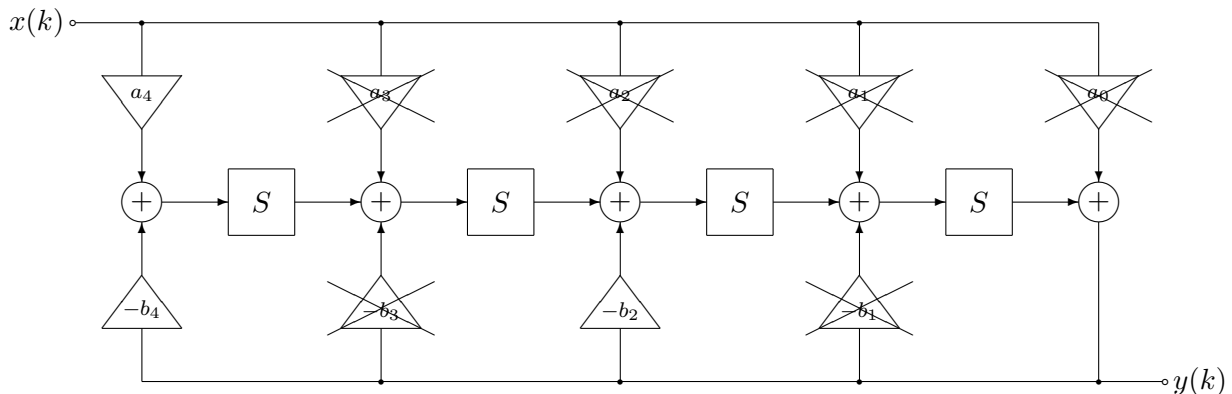 x(k)
a₄ a₃ a₂ a₁ a₀
+ S + S + S + S +
−b₄ −b₃ −b₂ −b₁
y(k)